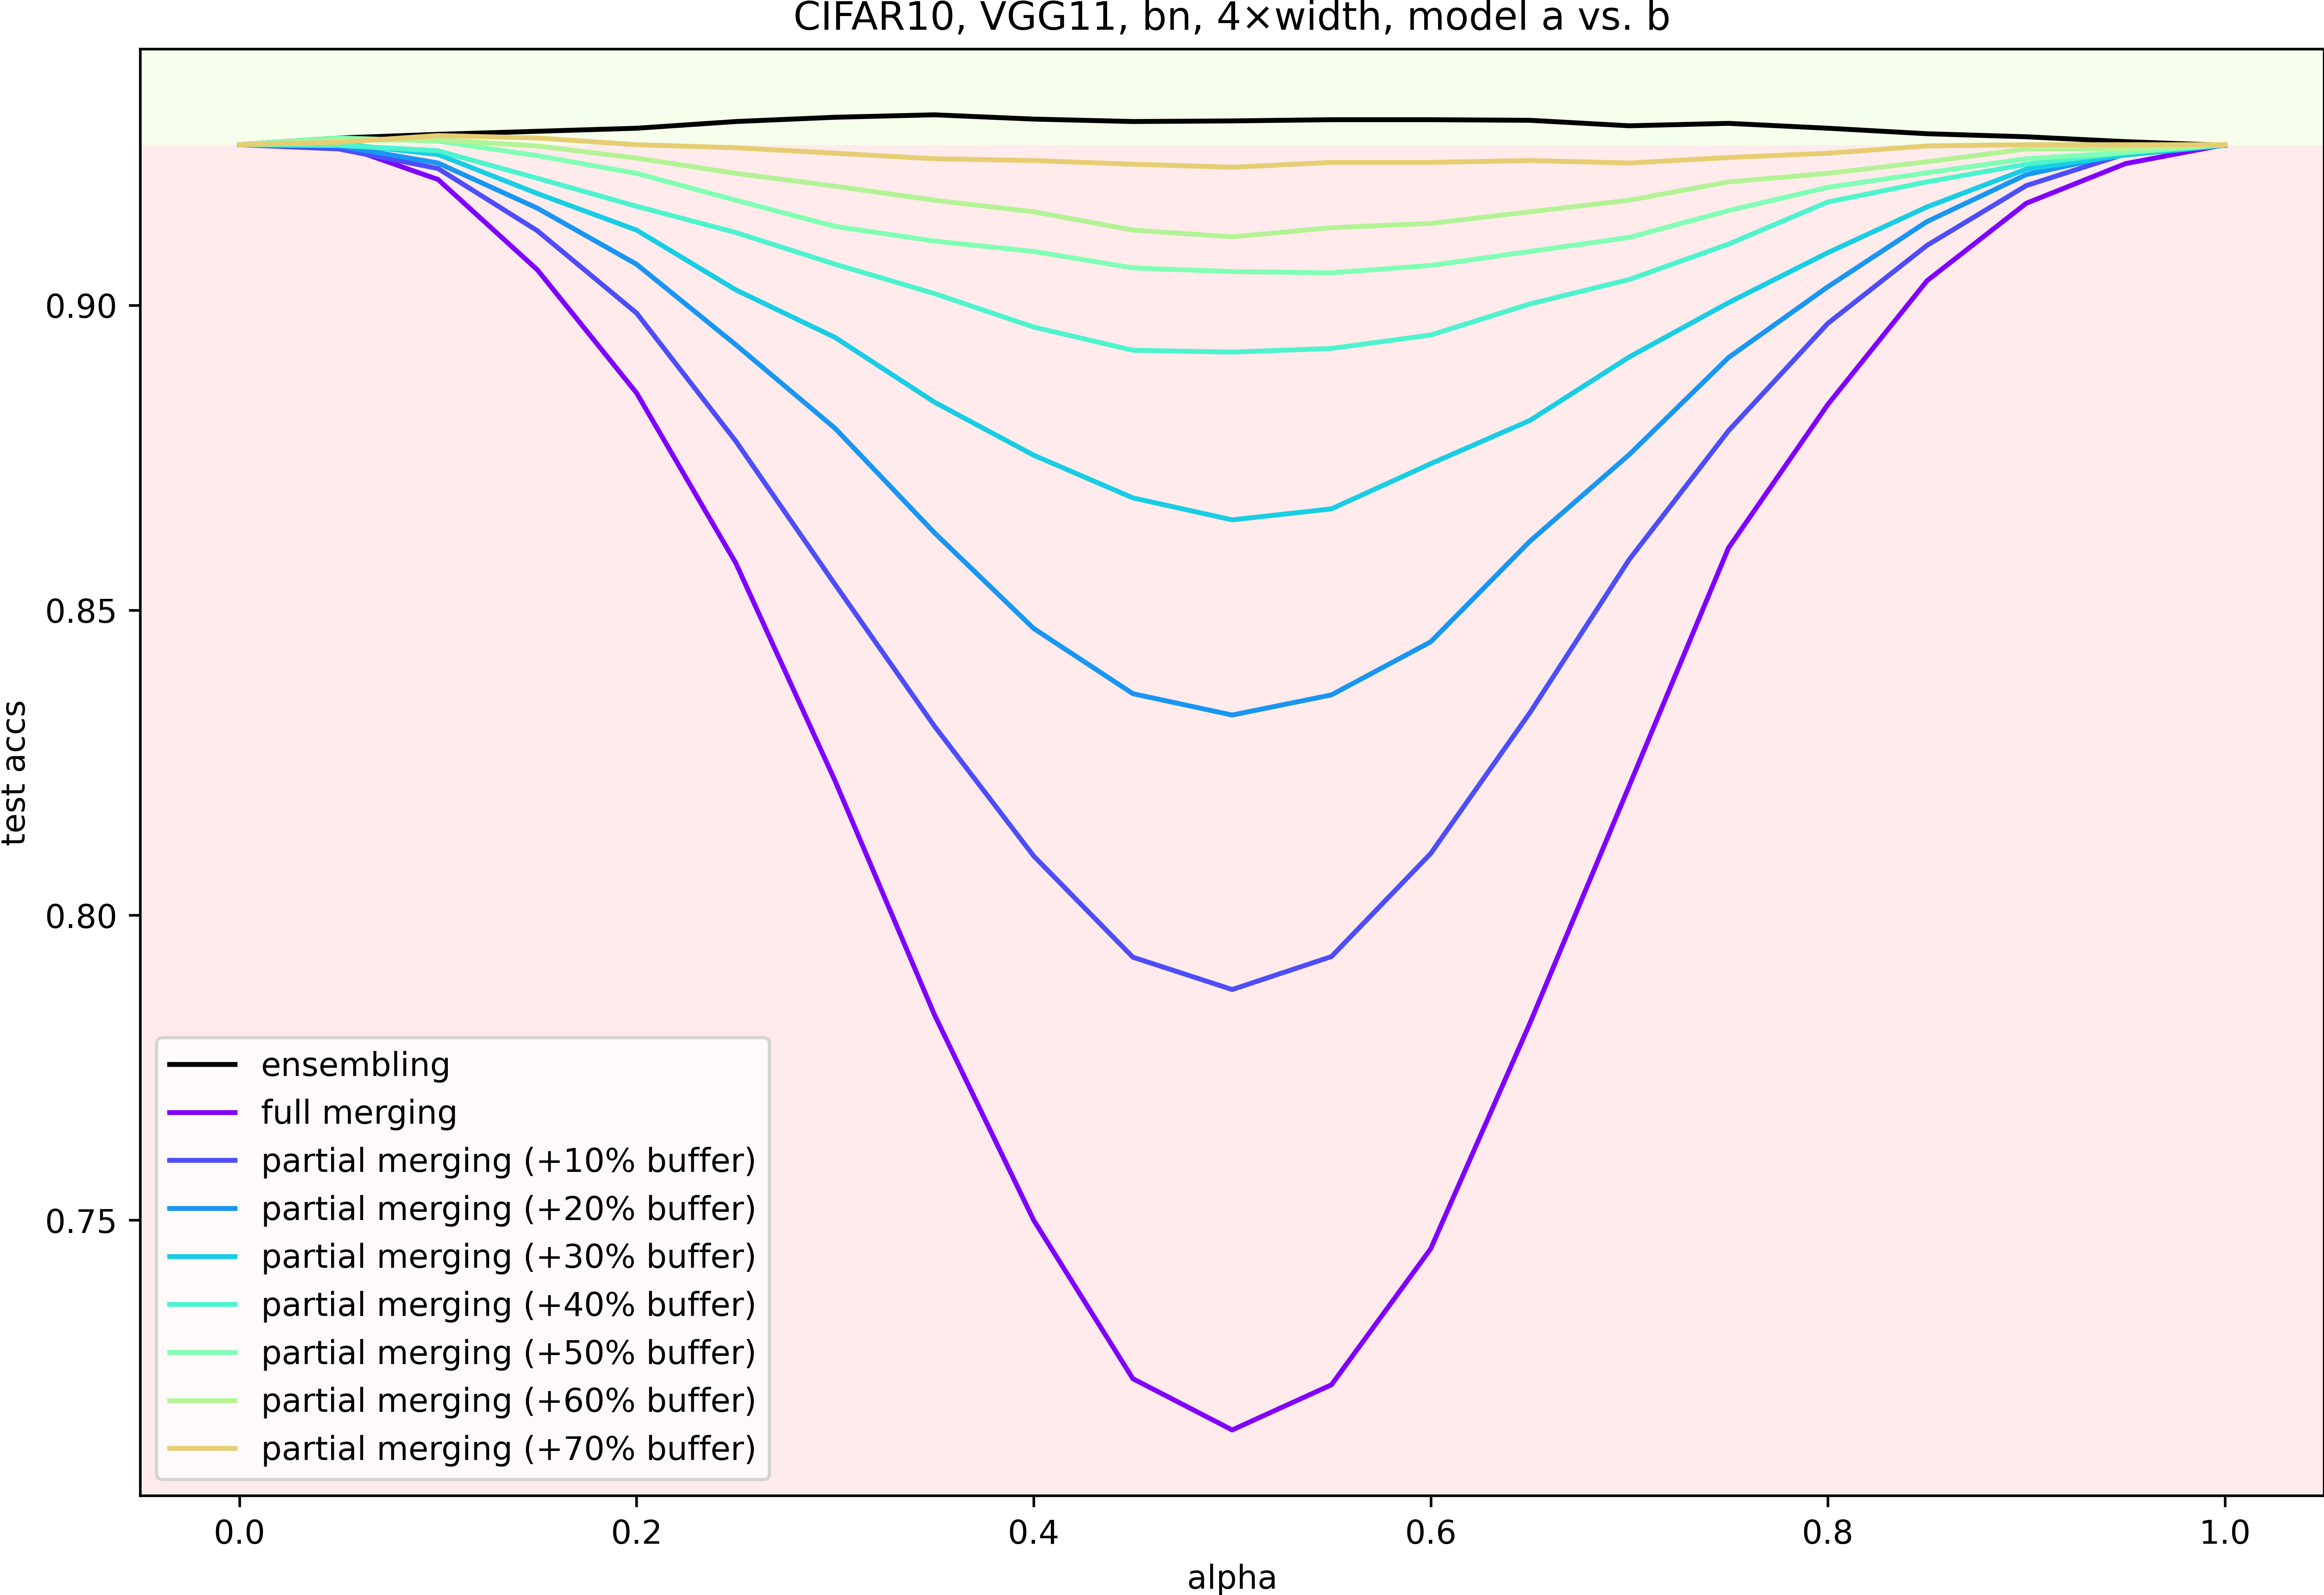 CIFAR10, VGG11, bn, 4×width, model a vs. b
test accs
0.90
0.85
0.80
0.75
ensembling
full merging
partial merging (+10% buffer)
partial merging (+20% buffer)
partial merging (+30% buffer)
partial merging (+40% buffer)
partial merging (+50% buffer)
partial merging (+60% buffer)
partial merging (+70% buffer)
0.0 0.2 0.4 0.6 0.8 1.0
alpha